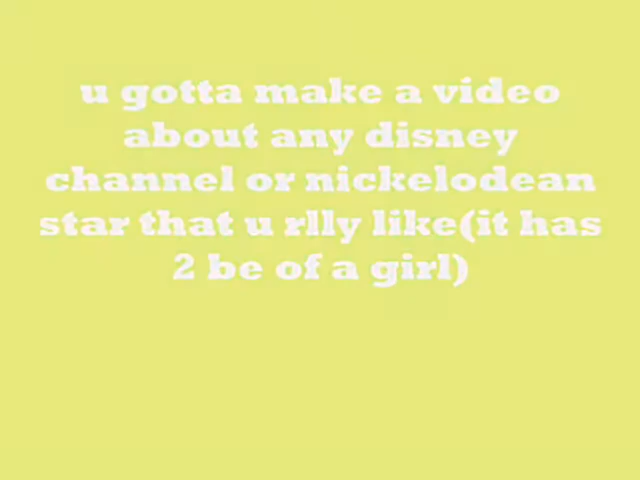 u gotta make a video
about any disney
channel or nickelodean
star that u rlly like(it has
2 be of a girl)